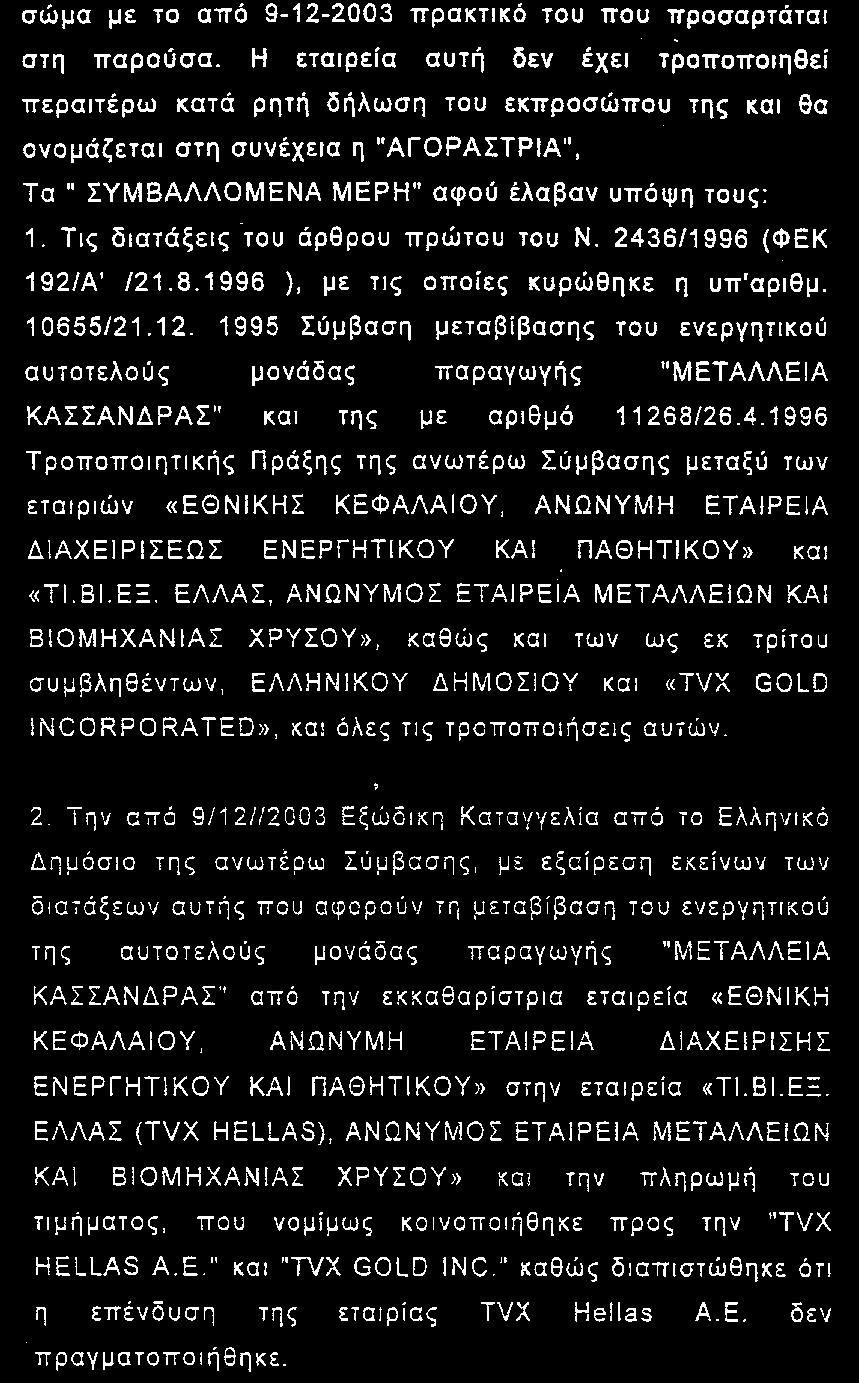 σώμα με το από 9-12-2003 πρακτικό του που προσαρτάται
στη παρούσα. Η εταιρεία αυτή δεν έχει τροποποιηθεί
περαιτέρω κατά ρητή δήλωση του εκπροσώπου της και θα
ονομάζεται στη συνέχεια η "ΑΓΟΡΑΣΤΡΙΑ",
Τα " ΣΥΜΒΑΛΛΟΜΕΝΑ ΜΕΡΗ" αφού έλαβαν υπόψη τους:
1. Τις διατάξεις του άρθρου πρώτου του Ν. 2436/1996 (ΦΕΚ
192/Α' /21.8.1996 ), με τις οποίες κυρώθηκε η υπ'αριθμ.
10655/21.12. 1995 Σύμβαση μεταβίβασης του ενεργητικού
αυτοτελούς μονάδας παραγωγής "ΜΕΤΑΛΛΕΙΑ
ΚΑΣΣΑΝΔΡΑΣ" και της με αριθμό 11268/26.4.1996
Τροποποιητικής Πράξης της ανωτέρω Σύμβασης μεταξύ των
εταιριών «ΕΘΝΙΚΗΣ ΚΕΦΑΛΑΙΟΥ, ΑΝΩΝΥΜΗ ΕΤΑΙΡΕΙΑ
ΔΙΑΧΕΙΡΙΣΕΩΣ ΕΝΕΡΓΗΤΙΚΟΥ ΚΑΙ ΠΑΘΗΤΙΚΟΥ» και
«ΤΙ.ΒΙ.ΕΞ. ΕΛΛΑΣ, ΑΝΩΝΥΜΟΣ ΕΤΑΙΡΕΙΑ ΜΕΤΑΛΛΕΙΩΝ ΚΑΙ
ΒΙΟΜΗΧΑΝΙΑΣ ΧΡΥΣΟΥ», καθώς και των ως εκ τρίτου
συμβληθέντων, ΕΛΛΗΝΙΚΟΥ ΔΗΜΟΣΙΟΥ και «TVX GOLD
INCORPORATED», και όλες τις τροποποιήσεις αυτών.
2. Την από 9/12//2003 Εξώδικη Καταγγελία από το Ελληνικό
Δημόσιο της ανωτέρω Σύμβασης, με εξαίρεση εκείνων των
διατάξεων αυτής που αφορούν τη μεταβίβαση του ενεργητικού
της αυτοτελούς μονάδας παραγωγής "ΜΕΤΑΛΛΕΙΑ
ΚΑΣΣΑΝΔΡΑΣ" από την εκκαθαρίστρια εταιρεία «ΕΘΝΙΚΗ
ΚΕΦΑΛΑΙΟΥ, ΑΝΩΝΥΜΗ ΕΤΑΙΡΕΙΑ ΔΙΑΧΕΙΡΙΣΗΣ
ΕΝΕΡΓΗΤΙΚΟΥ ΚΑΙ ΠΑΘΗΤΙΚΟΥ» στην εταιρεία «ΤΙ.ΒΙ.ΕΞ.
ΕΛΛΑΣ (TVX HELLAS), ΑΝΩΝΥΜΟΣ ΕΤΑΙΡΕΙΑ ΜΕΤΑΛΛΕΙΩΝ
ΚΑΙ ΒΙΟΜΗΧΑΝΙΑΣ ΧΡΥΣΟΥ» και την πληρωμή του
τιμήματος, που νομίμως κοινοποιήθηκε προς την "TVX
HELLAS A.E." και "TVX GOLD INC." καθώς διαπιστώθηκε ότι
η επένδυση της εταιρίας TVX Hellas A.E. δεν
πραγματοποιήθηκε.